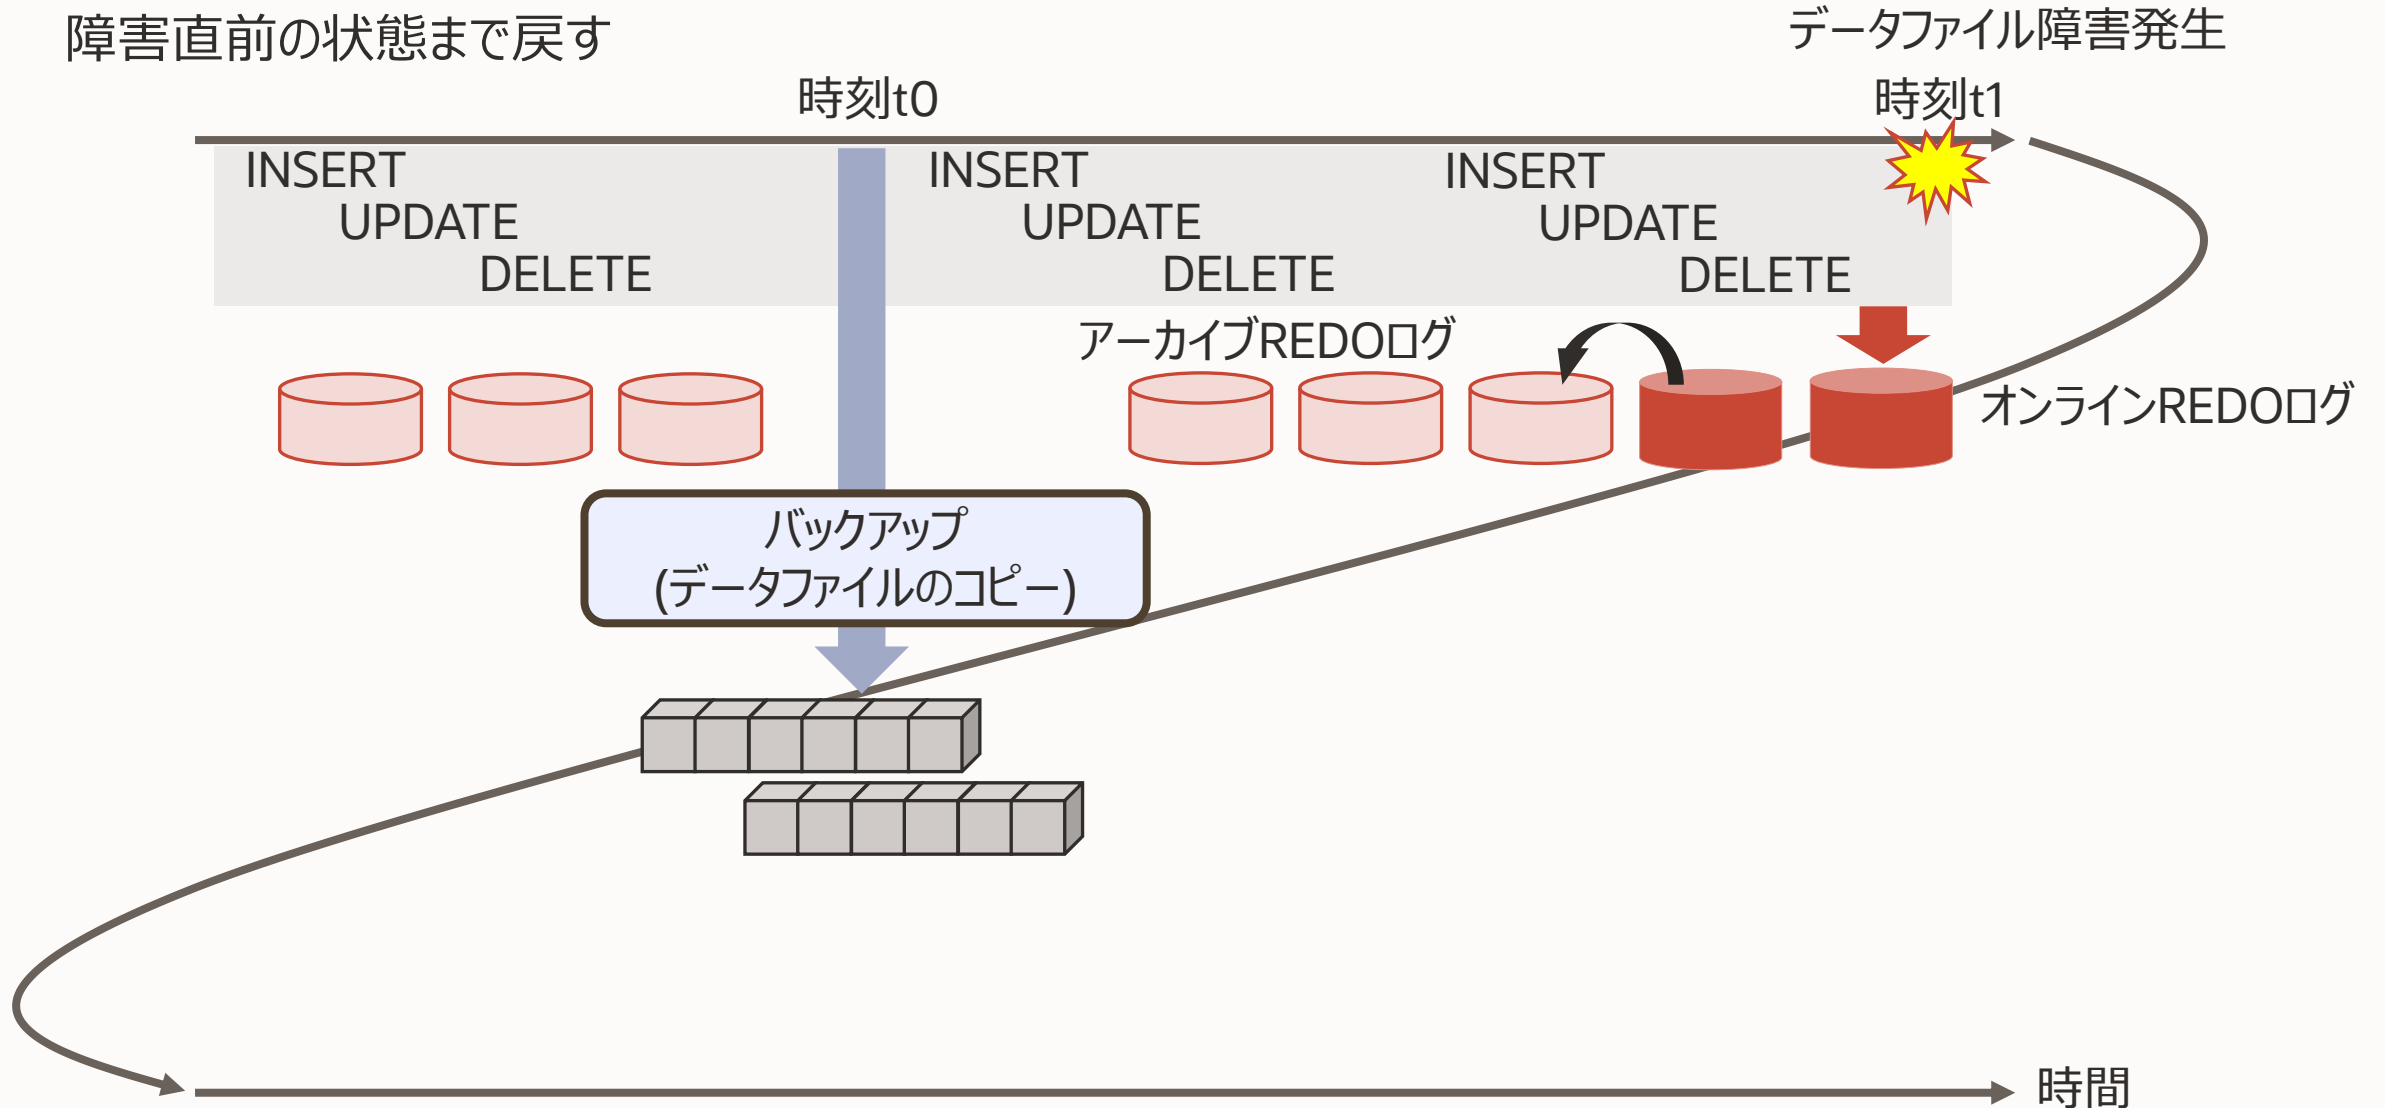 障害直前の状態まで戻す
データファイル障害発生
時刻t0
時刻t1
INSERT
UPDATE
DELETE
INSERT
UPDATE
DELETE
INSERT
UPDATE
DELETE
アーカイブREDOログ
オンラインREDOログ
バックアップ
(データファイルのコピー)
時間